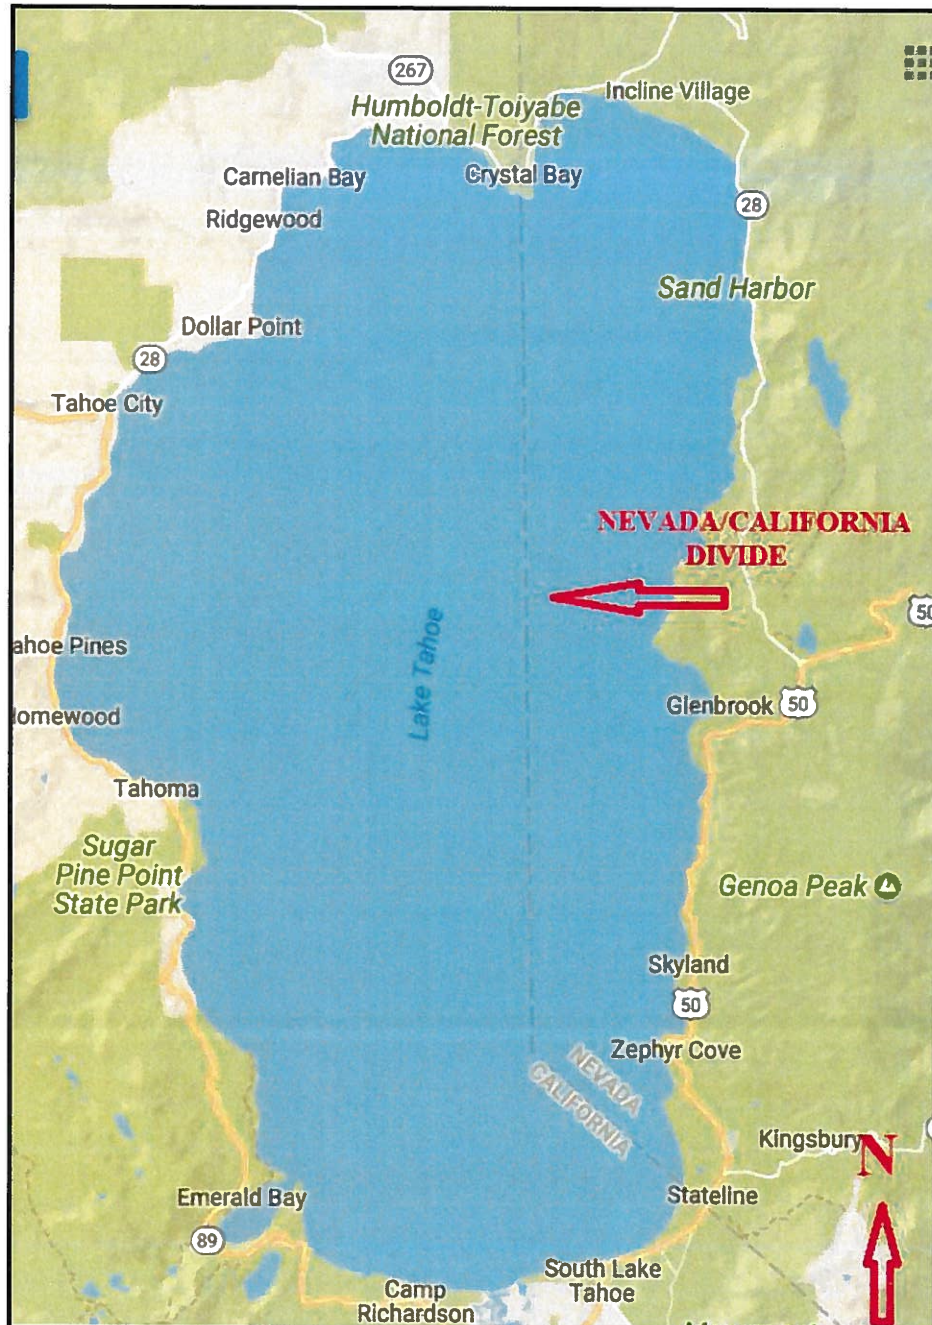 267
Incline Village
Humboldt-Toiyabe
National Forest
Carnelian Bay
Crystal Bay
28
Ridgewood
Sand Harbor
Dollar Point
28
Tahoe City
NEVADA/CALIFORNIA
DIVIDE
50
Lake Tahoe
ahoe Pines
Glenbrook
50
Homewood
Tahoma
Sugar
Pine Point
State Park
Genoa Peak
Skyland
50
Zephyr Cove
NEVADA
CALIFORNIA
Kingsbury
N
Emerald Bay
Stateline
89
South Lake
Tahoe
Camp
Richardson